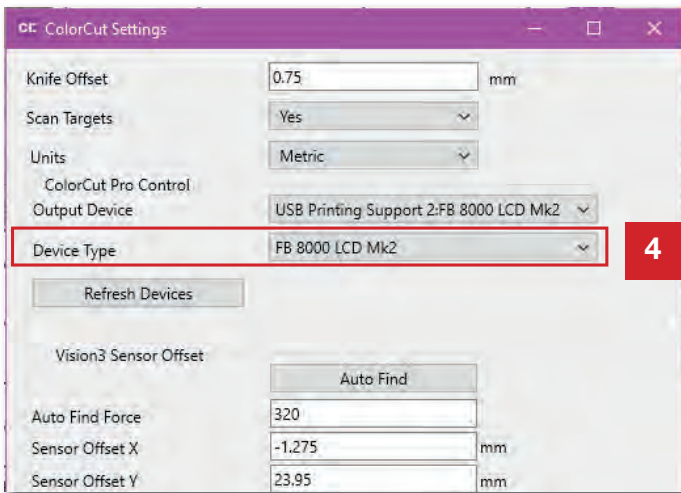 CC ColorCut Settings
Knife Offset 0.75 mm
Scan Targets Yes
Units Metric
ColorCut Pro Control
Output Device USB Printing Support 2:FB 8000 LCD Mk2
Device Type FB 8000 LCD Mk2 4
Refresh Devices
Vision3 Sensor Offset
Auto Find
Auto Find Force 320
Sensor Offset X -1.275 mm
Sensor Offset Y 23.95 mm